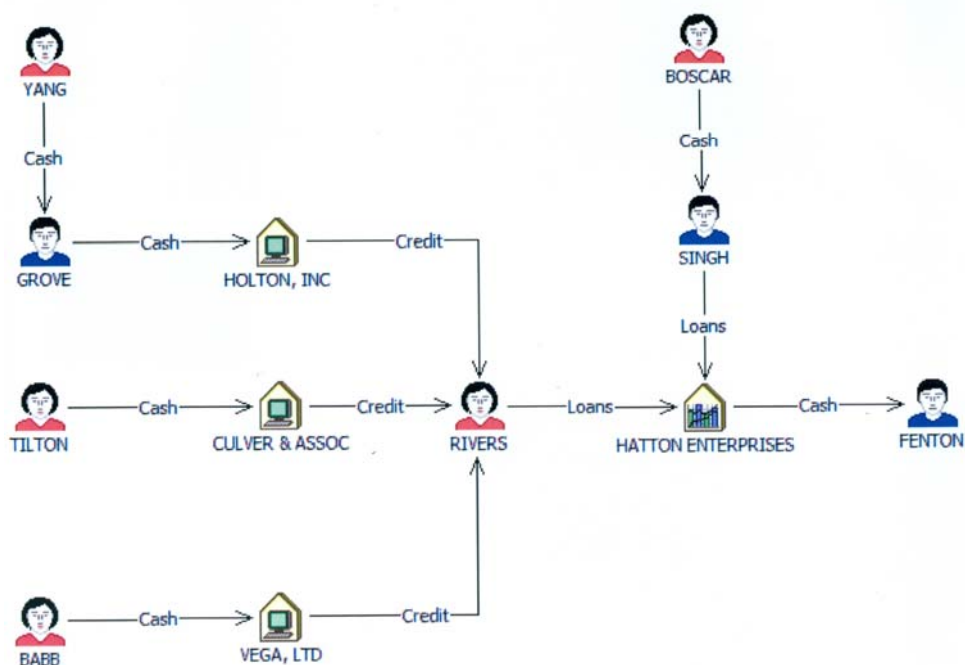 YANG
BOSCAR
Cash
Cash
GROVE
Cash
HOLTON, INC
Credit
SINGH
Loans
TILTON
Cash
CULVER & ASSOC
Credit
RIVERS
Loans
HATTON ENTERPRISES
Cash
FENTON
BABB
Cash
VEGA, LTD
Credit